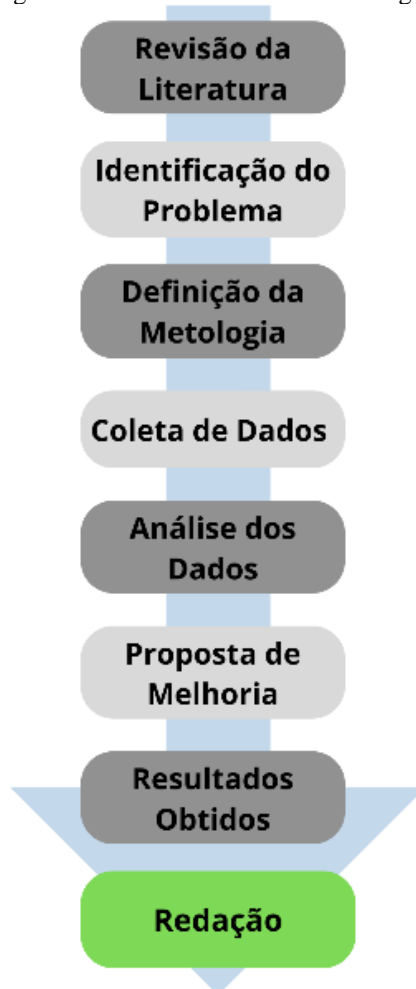 Revisão da
Literatura
Identificação do
Problema
Definição da
Metologia
Coleta de Dados
Análise dos
Dados
Proposta de
Melhoria
Resultados
Obtidos
Redação